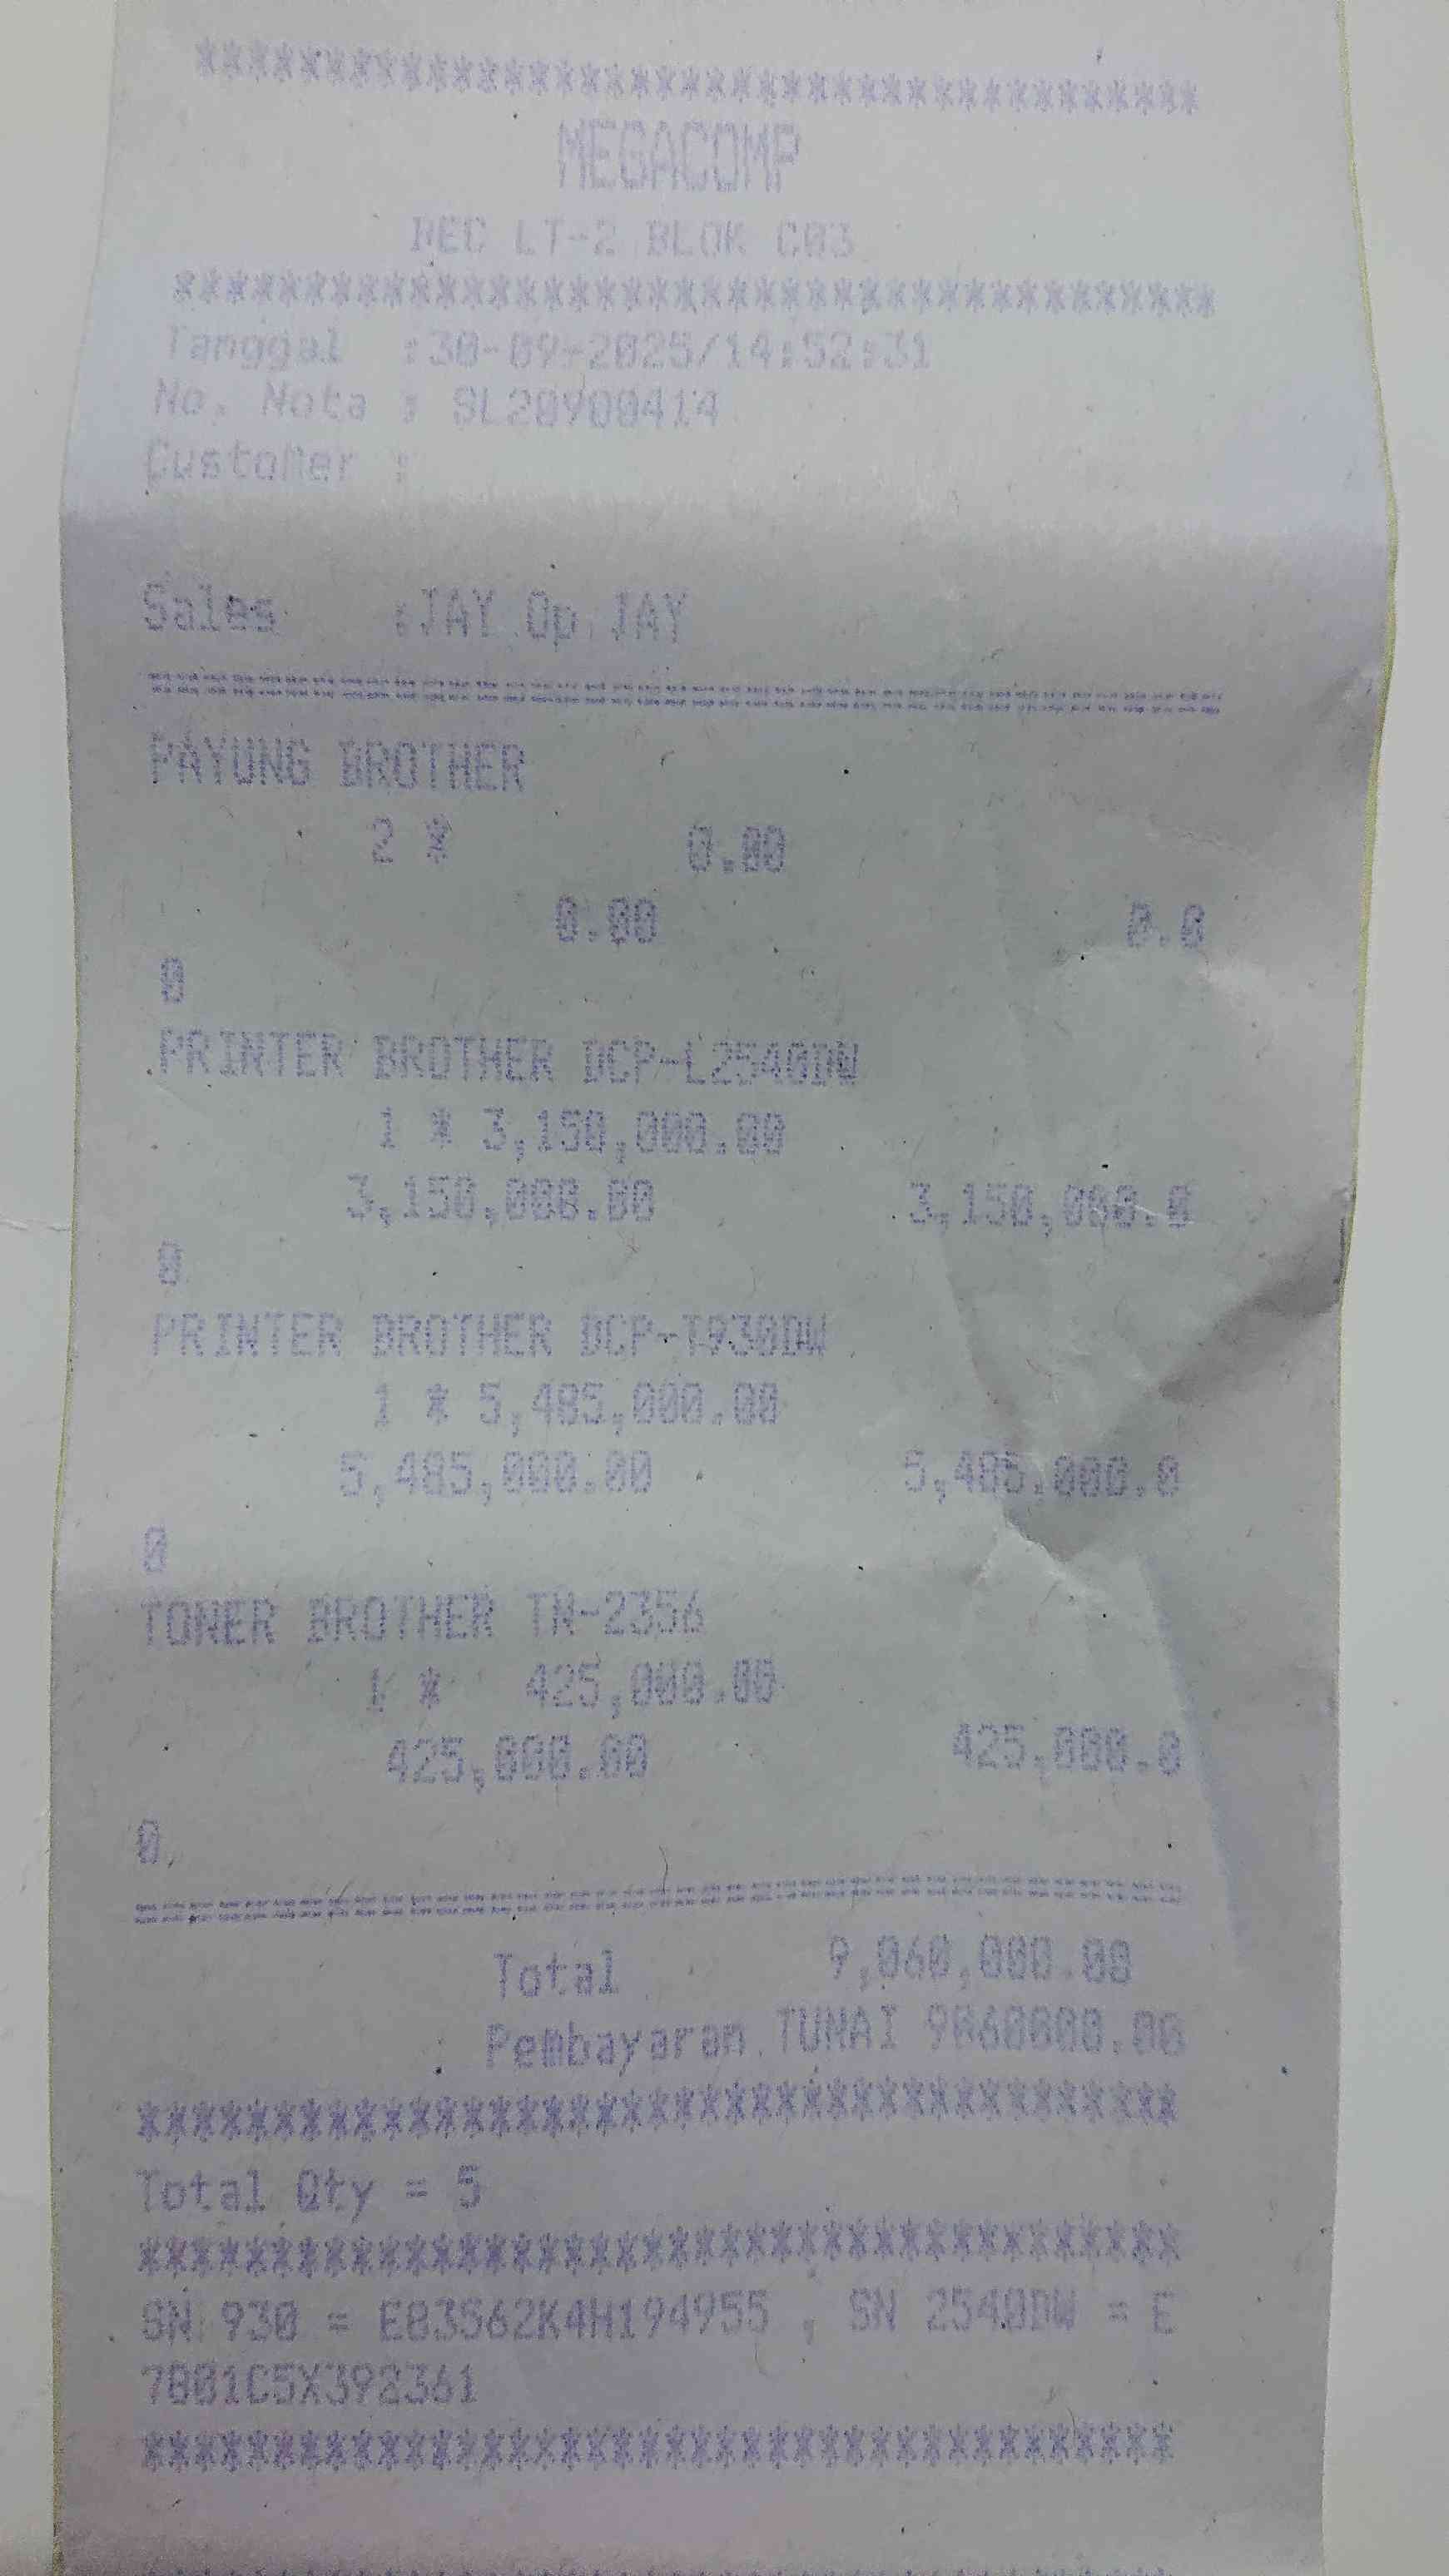 ****************************************
MEGACOMP
BEC LT-2 BLOK C03
****************************************
Tanggal :30-09-2025/14:52:31
No. Nota : SL20900414
Customer :
Sales :JAY Op JAY
========================================
PAYUNG BROTHER
2 * 0.00
0.00 0.0
0
PRINTER BROTHER DCP-L2540DW
1 * 3,150,000.00
3,150,000.00 3,150,000.0
0
PRINTER BROTHER DCP-T930DW
1 * 5,485,000.00
5,485,000.00 5,485,000.0
0
TONER BROTHER TN-2356
1 * 425,000.00
425,000.00 425,000.0
0
========================================
Total 9,060,000.00
Pembayaran TUNAI 9060000.00
****************************************
Total Qty = 5
****************************************
SN 930 = E83562K4H194955 , SN 2540DW = E
78B1C5X392361
****************************************